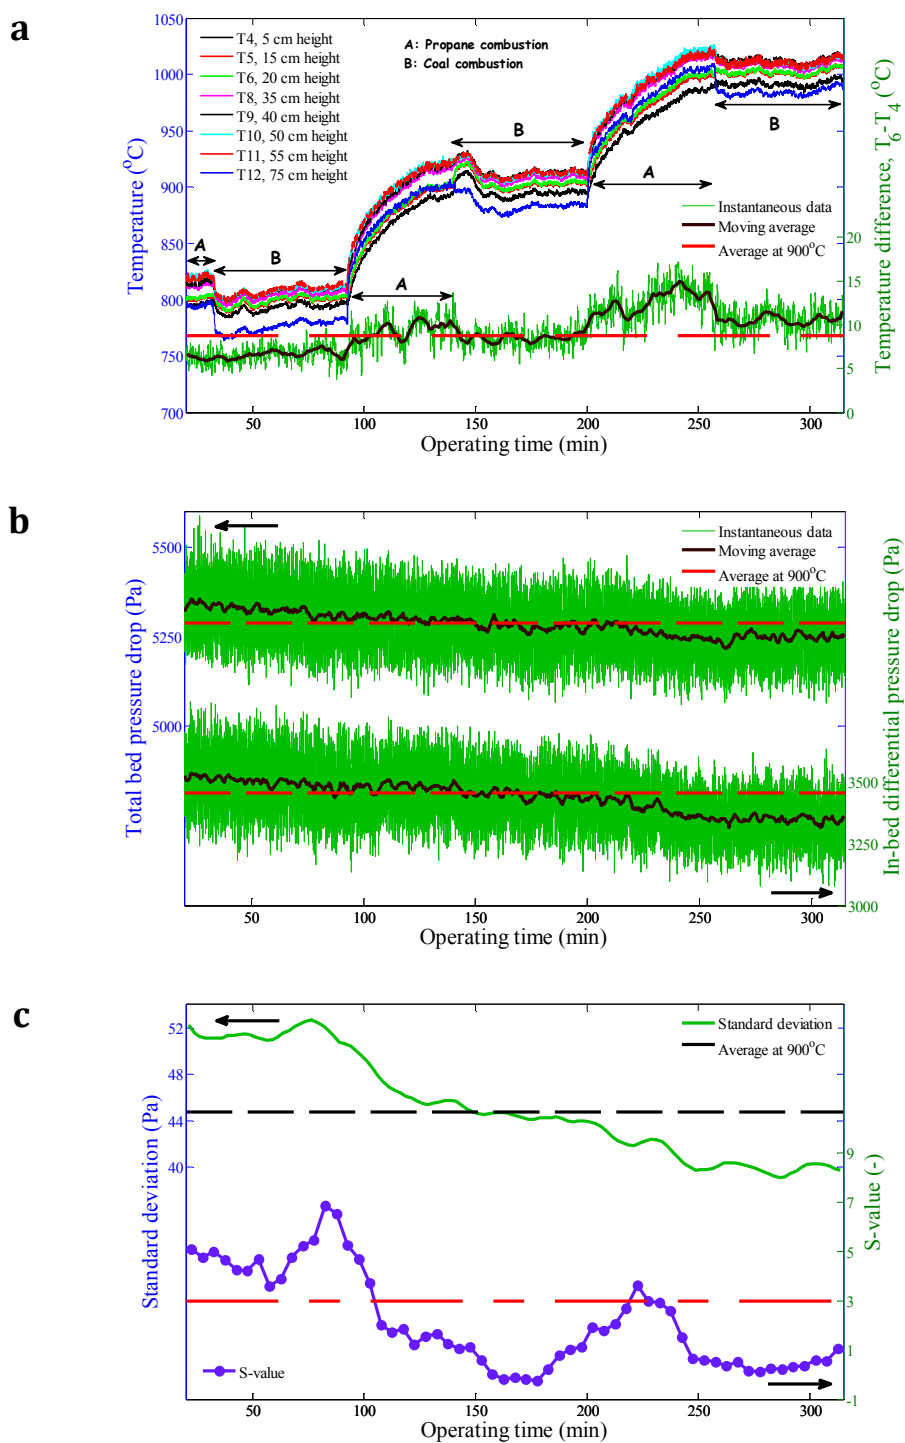 a
1050
1000
950
900
850
800
750
700
Temperature (°C)
T4, 5 cm height
T5, 15 cm height
T6, 20 cm height
T8, 35 cm height
T9, 40 cm height
T10, 50 cm height
T11, 55 cm height
T12, 75 cm height
A: Propane combustion
B: Coal combustion
A
B
A
B
A
B
Instantaneous data
Moving average
Average at 900°C
20
15
10
5
0
Temperature difference, T6-T4 (°C)
50
100
150
200
250
300
Operating time (min)
b
5500
5250
5000
Total bed pressure drop (Pa)
Instantaneous data
Moving average
Average at 900°C
3500
3250
3000
In-bed differential pressure drop (Pa)
50
100
150
200
250
300
Operating time (min)
c
52
48
44
40
Standard deviation (Pa)
Standard deviation
Average at 900°C
9
7
5
3
1
-1
S-value (-)
S-value
50
100
150
200
250
300
Operating time (min)